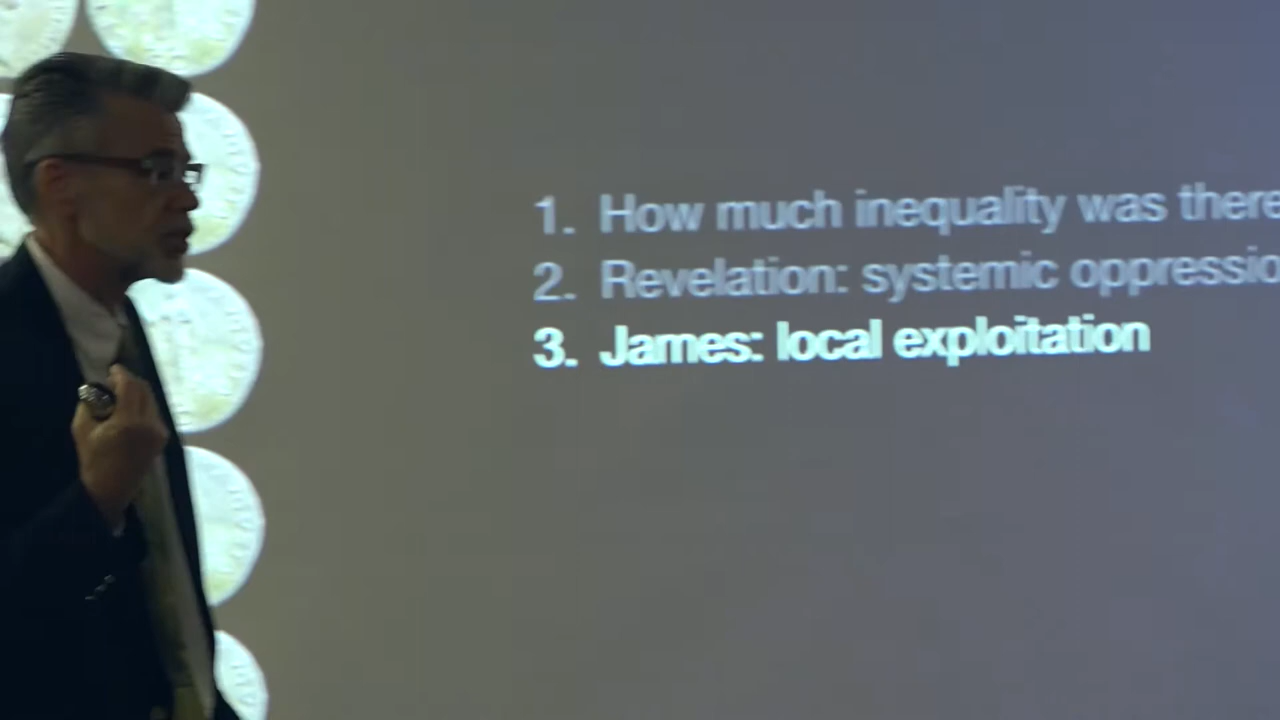 1. How much inequality was there
2. Revelation: systemic oppressio
3. James: local exploitation